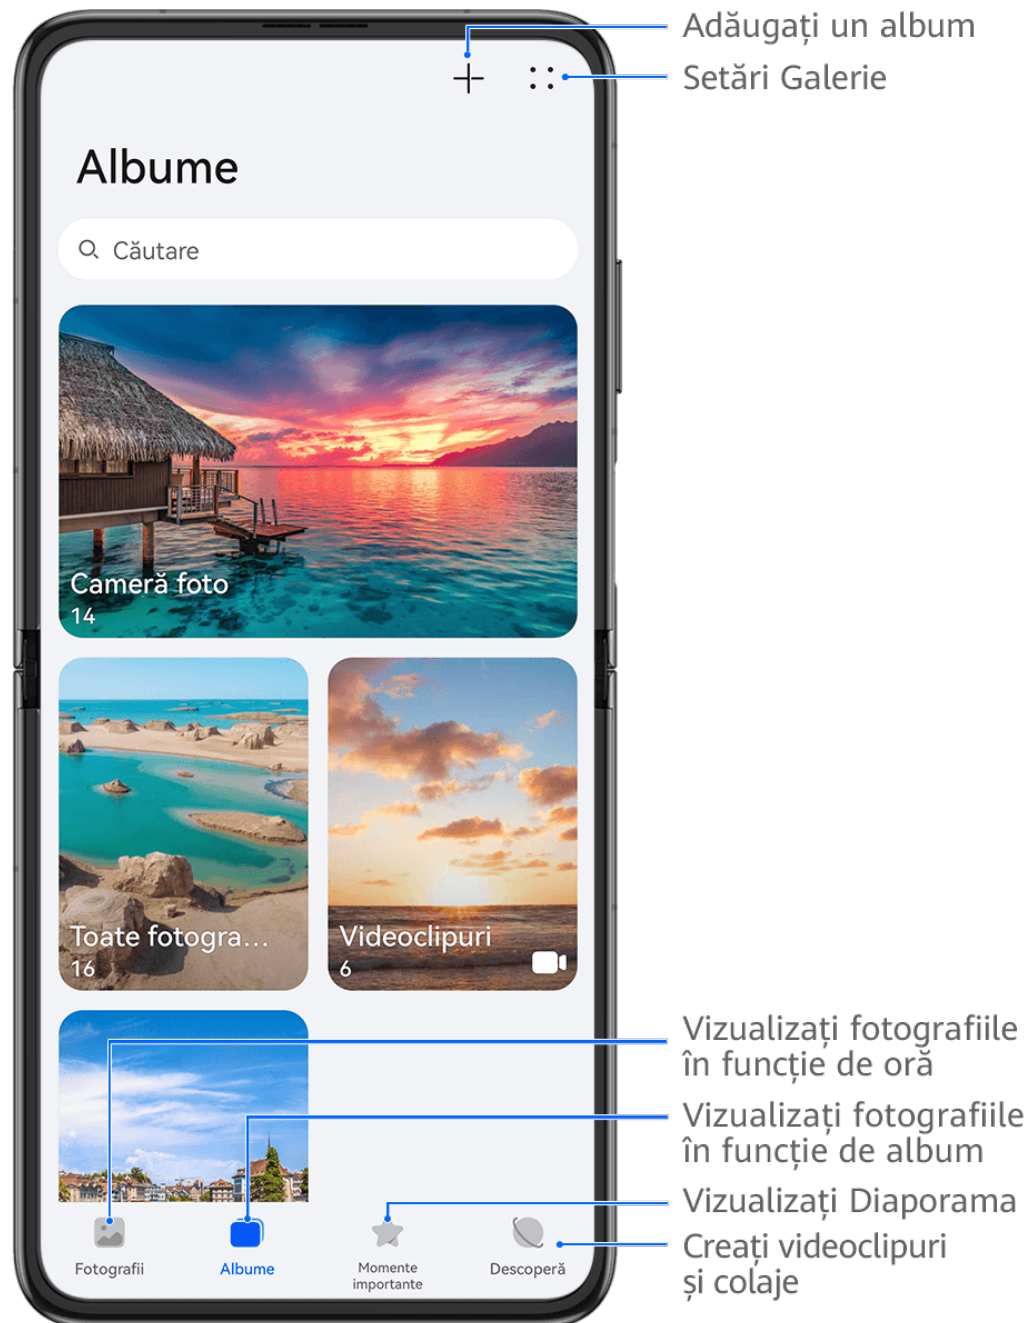 Adăugați un album
Setări Galerie
Albume
Căutare
Cameră foto
14
Toate fotogra...
16
Videoclipuri
6
Vizualizați fotografiile
în funcție de oră
Vizualizați fotografiile
în funcție de album
Vizualizați Diaporama
Creați videoclipuri
și colaje
Fotografii
Albume
Momente
importante
Descoperă